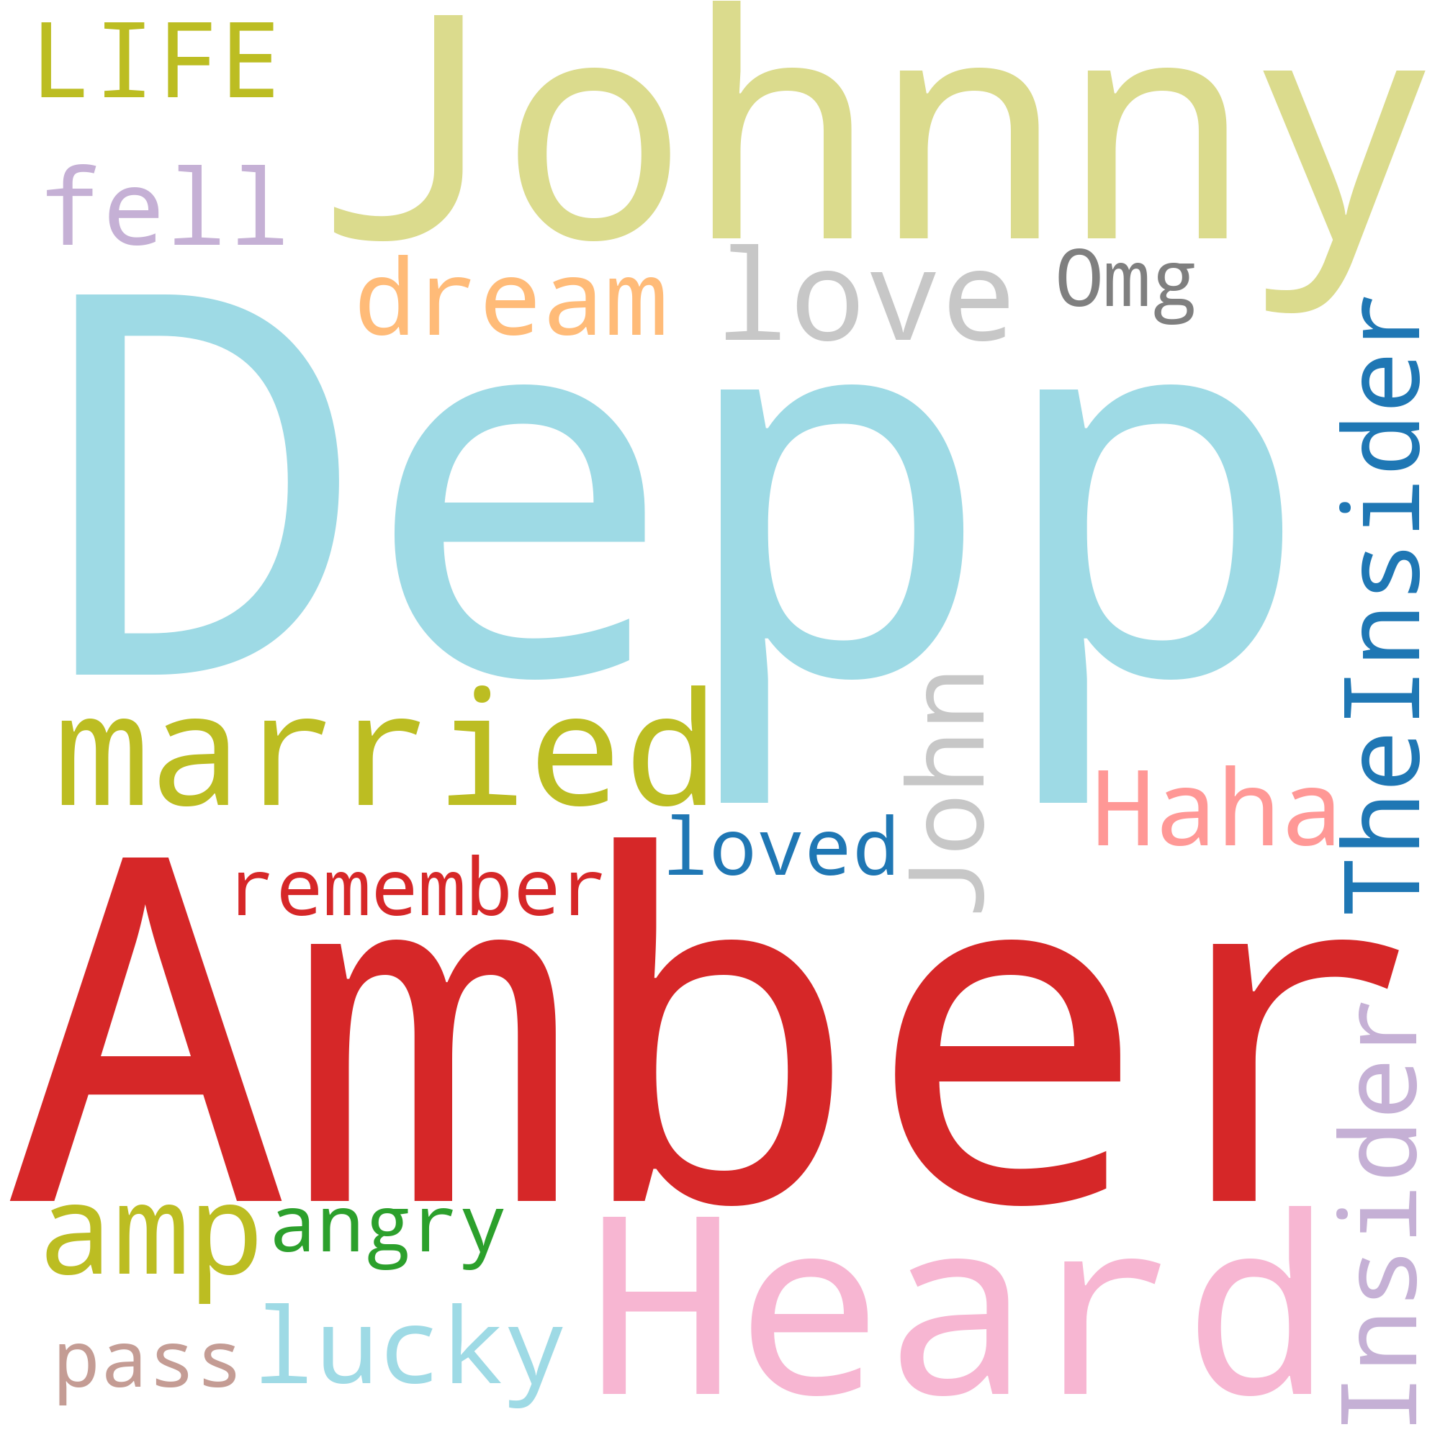 LIFE
Johnny
fell
dream
love
Omg
Depp
TheInsider
married
John
Haha
loved
remember
Amber
Insider
amp
angry
Heard
pass
lucky